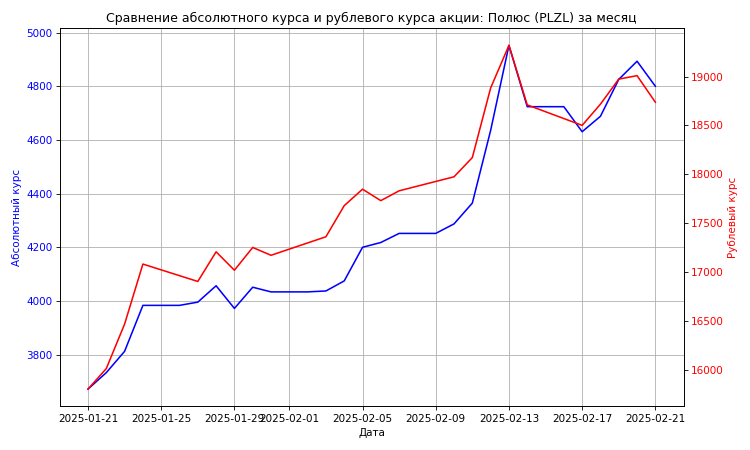 Сравнение абсолютного курса и рублевого курса акции: Полюс (PLZL) за месяц
5000
4800
4600
4400
4200
4000
3800
Абсолютный курс
19000
18500
18000
17500
17000
16500
16000
Рублевый курс
2025-01-21 2025-01-25 2025-01-29 2025-02-01 2025-02-05 2025-02-09 2025-02-13 2025-02-17 2025-02-21
Дата